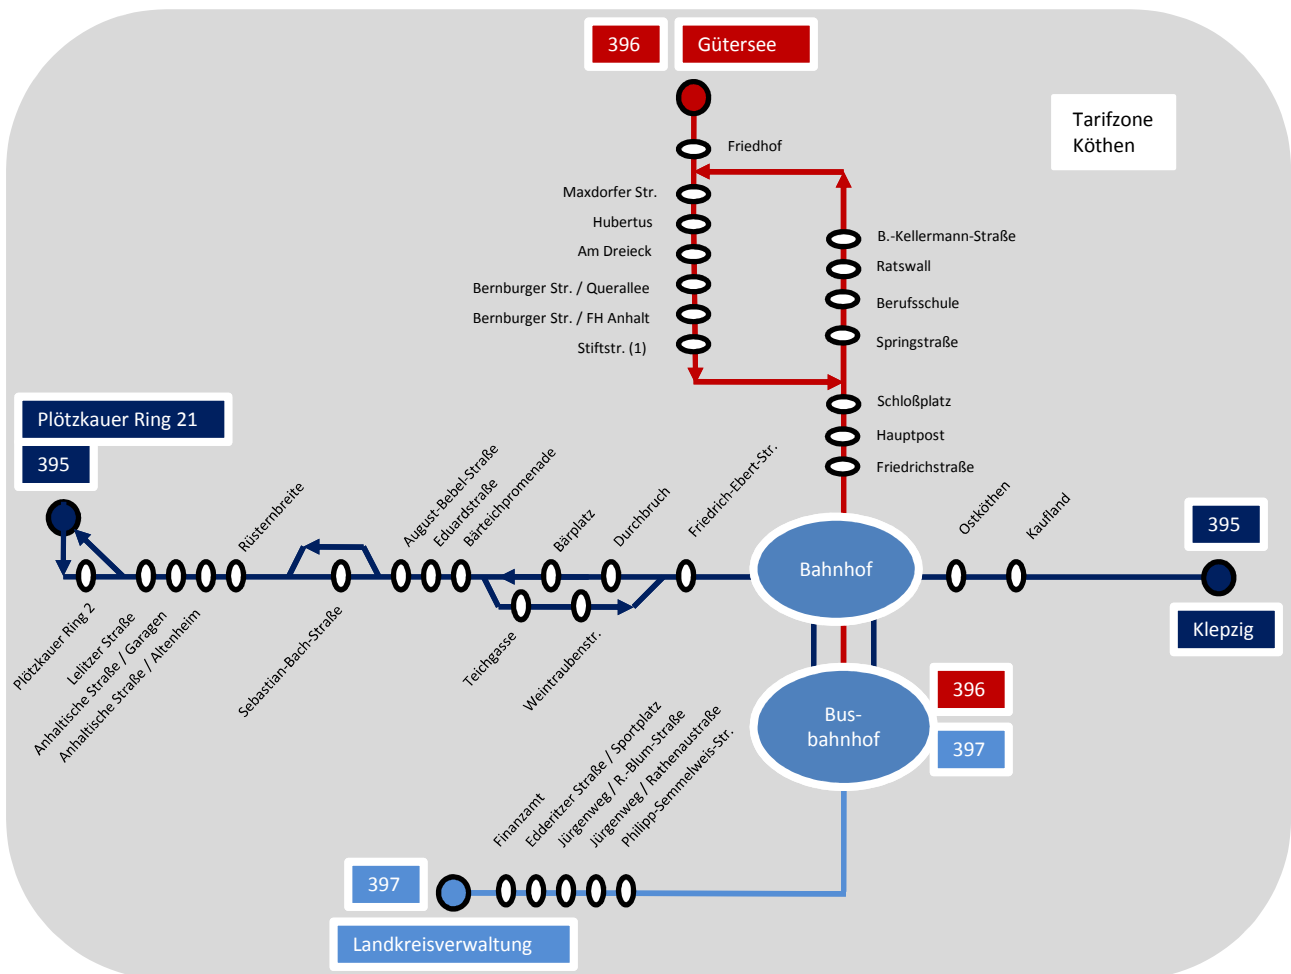 396
Gütersee
Tarifzone
Köthen
Friedhof
Maxdorfer Str.
Hubertus
Am Dreieck
Bernburger Str. / Querallee
Bernburger Str. / FH Anhalt
Stiftstr. (1)
B.-Kellermann-Straße
Ratswall
Berufsschule
Springstraße
Schloßplatz
Hauptpost
Friedrichstraße
Plötzkauer Ring 21
395
Plötzkauer Ring 2
Lelitzer Straße
Anhaltische Straße / Garagen
Anhaltische Straße / Altenheim
Rüsternbreite
Sebastian-Bach-Straße
August-Bebel-Straße
Eduardstraße
Bärteichpromenade
Teichgasse
Bärplatz
Weintraubenstr.
Durchbruch
Friedrich-Ebert-Str.
Bahnhof
Ostköthen
Kaufland
395
Klepzig
Bus-
bahnhof
396
397
Finanzamt
Edderitzer Straße / Sportplatz
Jürgenweg / R.-Blum-Straße
Jürgenweg / Rathenaustraße
Philipp-Semmelweis-Str.
397
Landkreisverwaltung